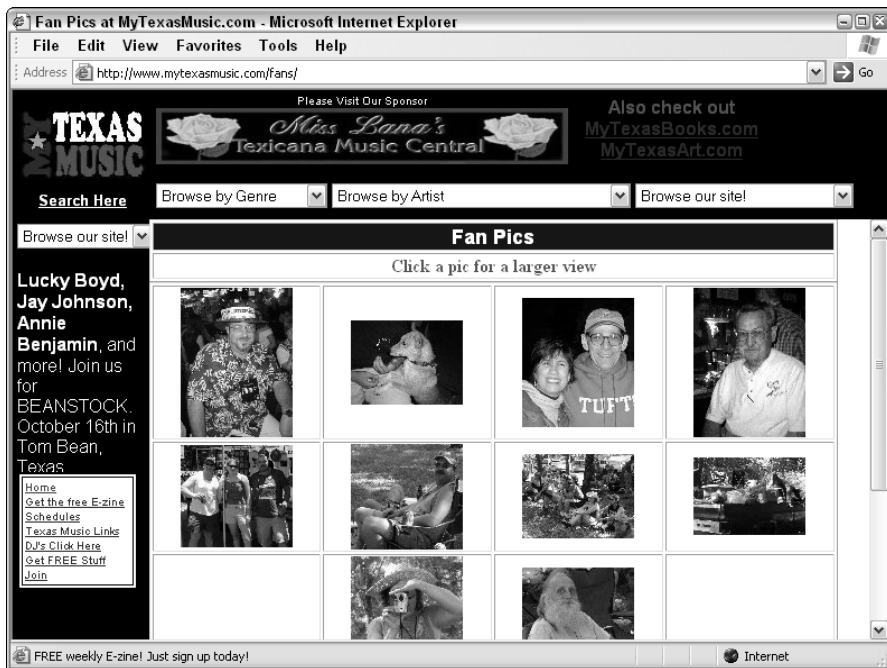 Fan Pics at MyTexasMusic.com - Microsoft Internet Explorer
File Edit View Favorites Tools Help
Address http://www.mytexasmusic.com/fans/ Go
MY TEXAS MUSIC
Please Visit Our Sponsor
Miss Lana's
Texicana Music Central
Also check out
MyTexasBooks.com
MyTexasArt.com
Search Here
Browse by Genre Browse by Artist Browse our site!
Browse our site!
Lucky Boyd,
Jay Johnson,
Annie
Benjamin, and
more! Join us
for
BEANSTOCK.
October 16th in
Tom Bean,
Texas
Home
Get the free E-zine
Schedules
Texas Music Links
DJ's Click Here
Get FREE Stuff
Join
Fan Pics
Click a pic for a larger view
TUFT
FREE weekly E-zine! Just sign up today! Internet